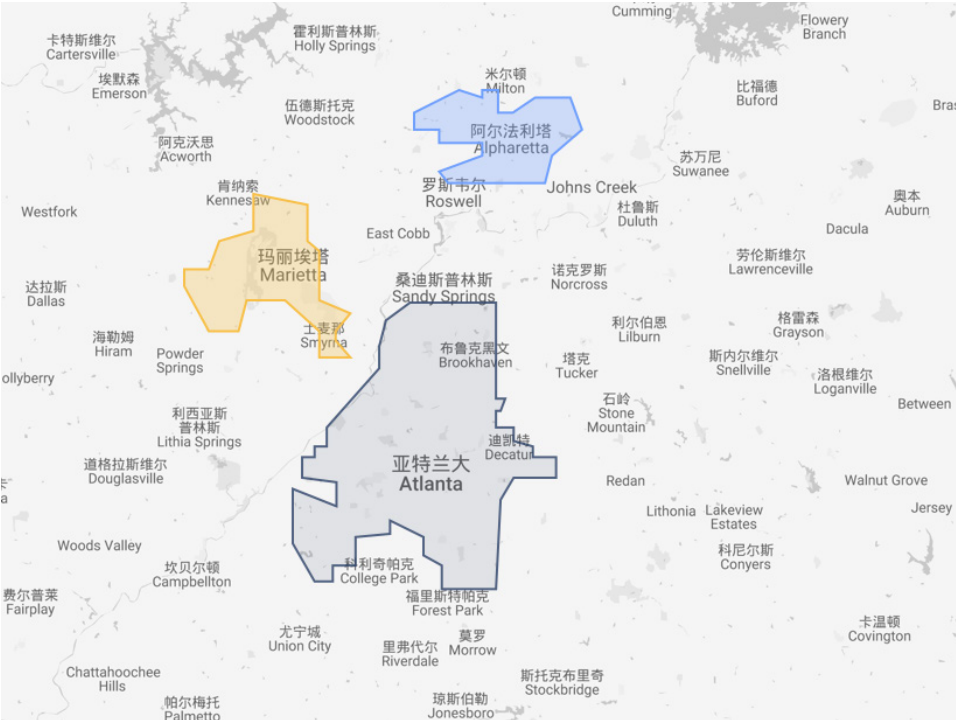 Cumming
Flowery
Branch
霍利斯普林斯
Holly Springs
卡特斯维尔
Cartersville
埃默森
Emerson
米尔顿
Milton
比福德
Buford
伍德斯托克
Woodstock
Bras
阿尔法利塔
Alpharetta
阿克沃思
Acworth
苏万尼
Suwanee
肯纳索
Kennesaw
罗斯韦尔
Roswell
Johns Creek
奥本
Auburn
Westfork
杜鲁斯
Duluth
East Cobb
Dacula
玛丽埃塔
Marietta
劳伦斯维尔
Lawrenceville
诺克罗斯
Norcross
桑迪斯普林斯
Sandy Springs
达拉斯
Dallas
士麦那
Smyrna
利尔伯恩
Lilburn
格雷森
Grayson
海勒姆
Hiram
Powder
Springs
布鲁克黑文
Brookhaven
塔克
Tucker
斯内尔维尔
Snellville
洛根维尔
Loganville
ollyberry
石岭
Stone
Mountain
Between
利西亚斯
普林斯
Lithia Springs
迪凯特
Decatur
亚特兰大
Atlanta
道格拉斯维尔
Douglasville
Redan
Walnut Grove
Lithonia
Lakeview
Estates
Jersey
Woods Valley
科尼尔斯
Conyers
科利奇帕克
College Park
坎贝尔顿
Campbellton
福里斯特帕克
Forest Park
费尔普莱
Fairplay
尤宁城
Union City
莫罗
Morrow
里弗代尔
Riverdale
卡温顿
Covington
Chattahoochee
Hills
斯托克布里奇
Stockbridge
帕尔梅托
Palmetto
琼斯伯勒
Jonesboro